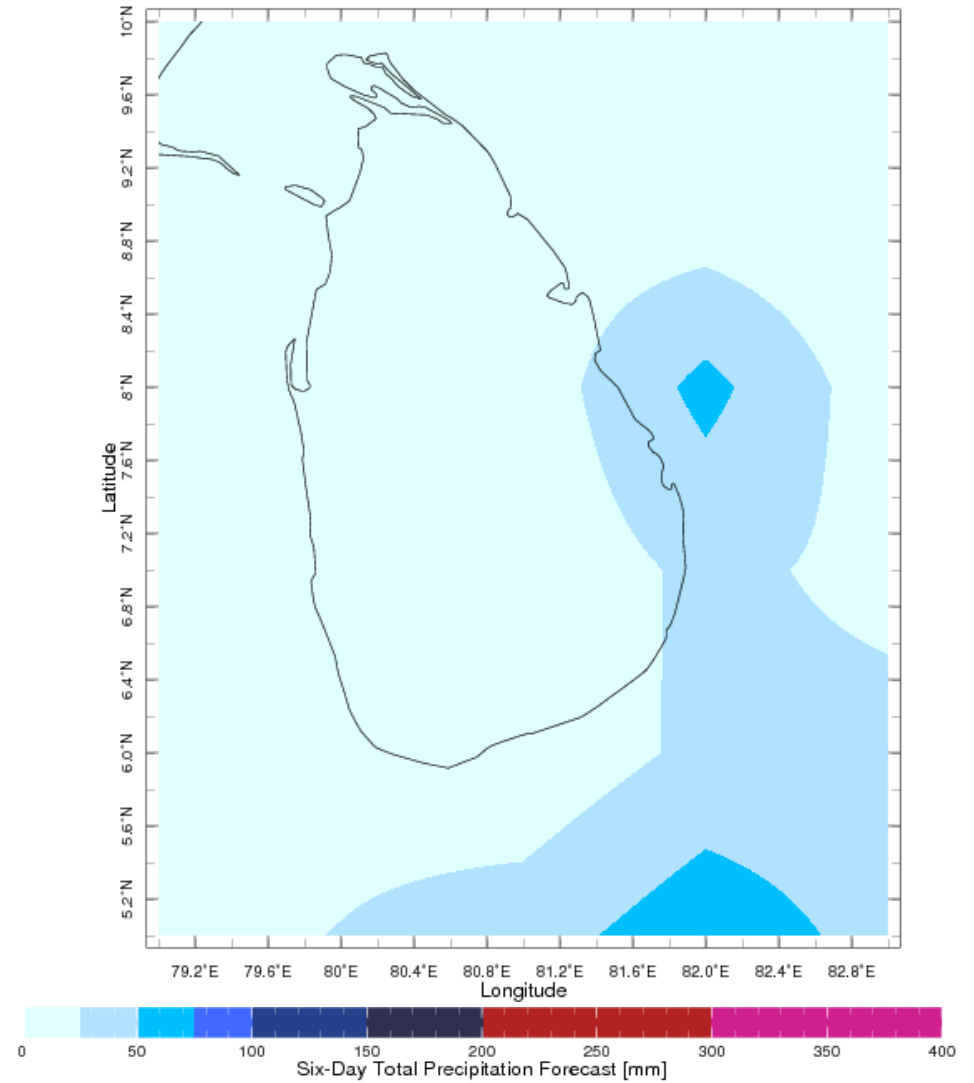 10°N
9.6°N
9.2°N
8.8°N
8.4°N
8°N
7.6°N
7.2°N
6.8°N
6.4°N
6.0°N
5.6°N
5.2°N
Latitude
79.2°E 79.6°E 80°E 80.4°E 80.8°E 81.2°E 81.6°E 82.0°E 82.4°E 82.8°E
Longitude
0 50 100 150 200 250 300 350 400
Six-Day Total Precipitation Forecast [mm]